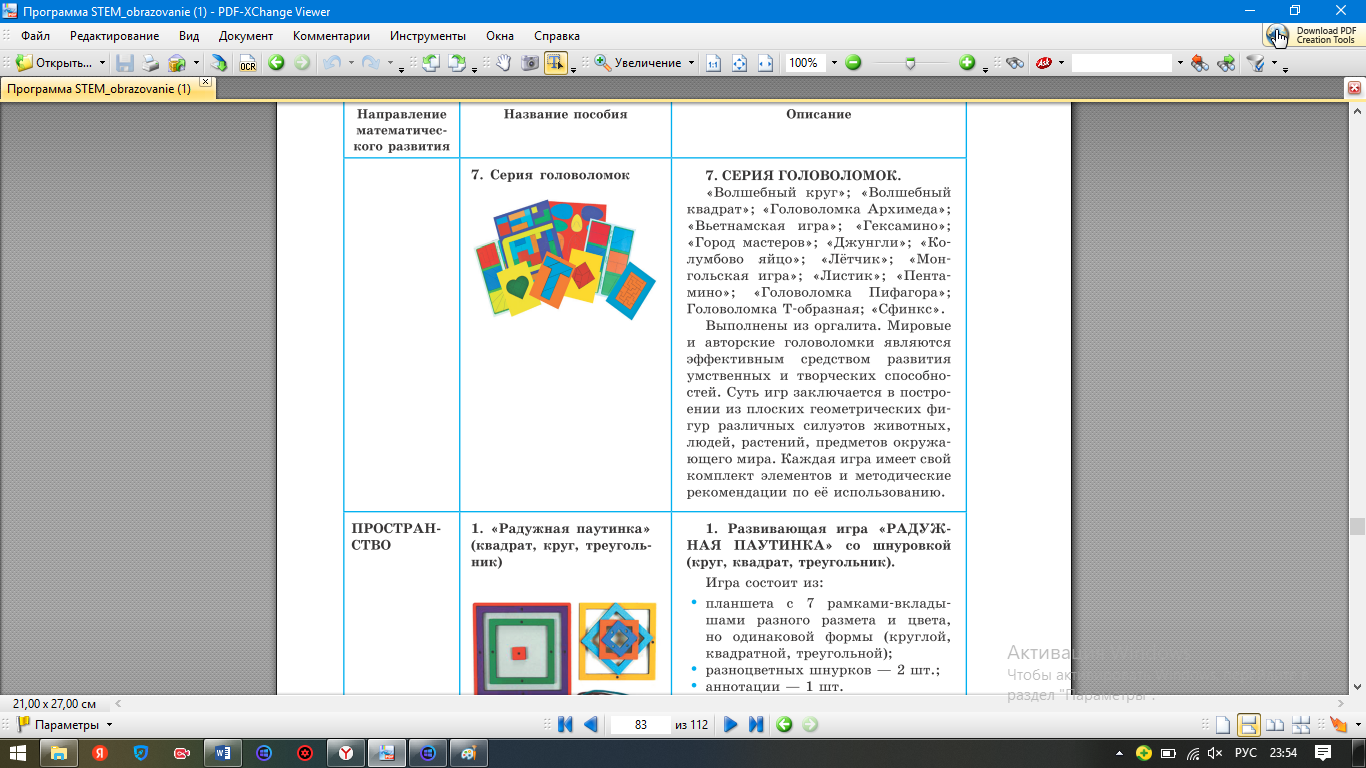 Программа STEM_obrazovanie (1) - PDF-XChange Viewer
Файл Редактирование Вид Документ Комментарии Инструменты Окна Справка
Download PDF
Creation Tools
Открыть... OCR Увеличение 1:1 100% Ask
Программа STEM_obrazovanie (1)
Направление
математичес-
кого развития
Название пособия
Описание
7. Серия головоломок
7. СЕРИЯ ГОЛОВОЛОМОК.
«Волшебный круг»; «Волшебный
квадрат»; «Головоломка Архимеда»;
«Вьетнамская игра»; «Гексамино»;
«Город мастеров»; «Джунгли»; «Ко-
лумбово яйцо»; «Лётчик»; «Мон-
гольская игра»; «Листик»; «Пента-
мино»; «Головоломка Пифагора»;
Головоломка Т-образная; «Сфинкс».
Выполнены из оргалита. Мировые
и авторские головоломки являются
эффективным средством развития
умственных и творческих способно-
стей. Суть игр заключается в постро-
ении из плоских геометрических фи-
гур различных силуэтов животных,
людей, растений, предметов окружа-
ющего мира. Каждая игра имеет свой
комплект элементов и методические
рекомендации по её использованию.
ПРОСТРАН-
СТВО
1. «Радужная паутинка»
(квадрат, круг, треуголь-
ник)
1. Развивающая игра «РАДУЖ-
НАЯ ПАУТИНКА» со шнуровкой
(круг, квадрат, треугольник).
Игра состоит из:
• планшета с 7 рамками-вклады-
шами разного размета и цвета,
но одинаковой формы (круглой,
квадратной, треугольной);
• разноцветных шнурков — 2 шт.;
• аннотации — 1 шт.
Активация Windows
Чтобы
раздел "Параметры".
21,00 x 27,00 см
Параметры 83 из 112
РУС 23:54